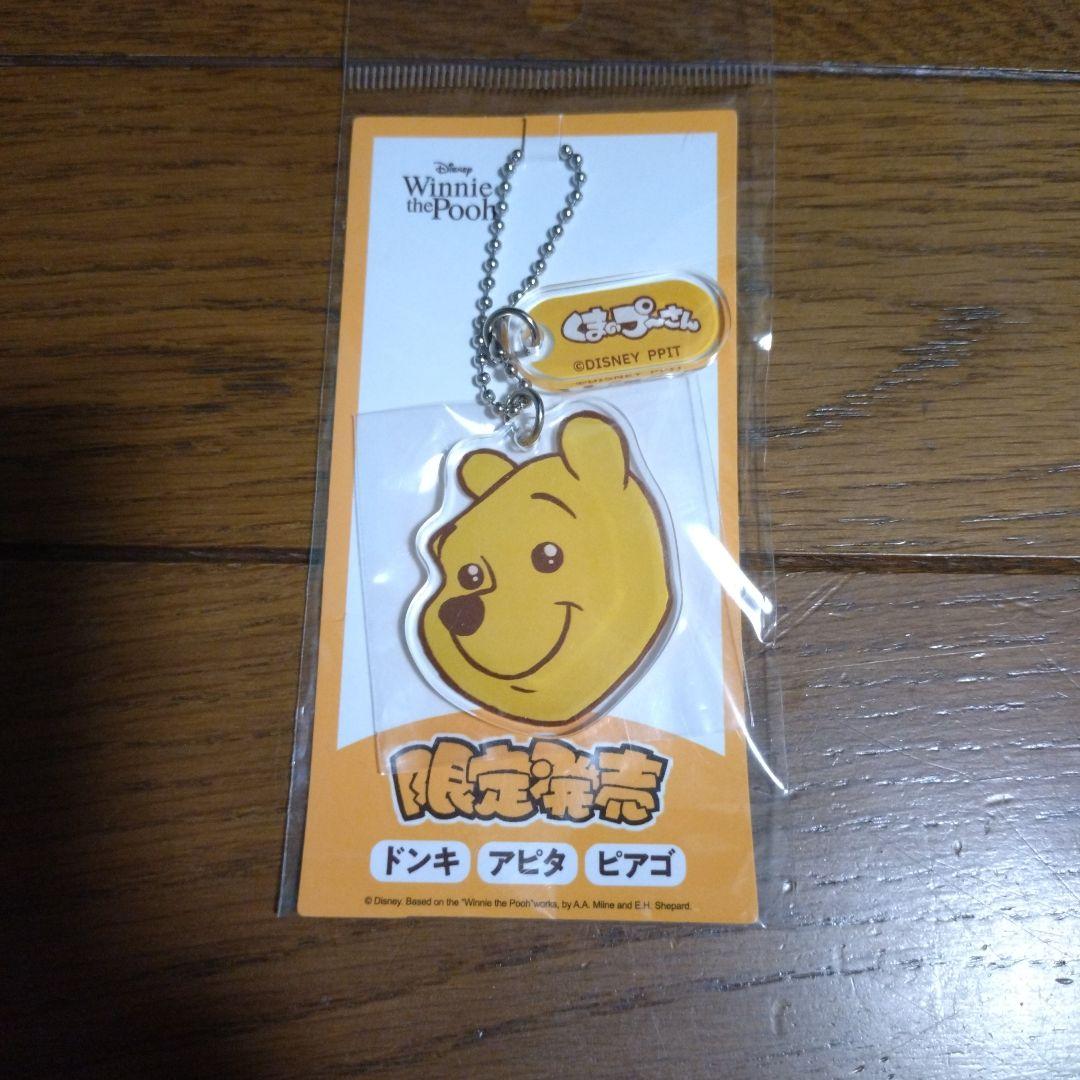 Disney
Winnie
the Pooh
くまのプーさん
©DISNEY PPIT
限定発売
ドンキ アピタ ピアゴ
© Disney. Based on the "Winnie the Pooh" works, by A.A. Milne and E.H. Shepard.